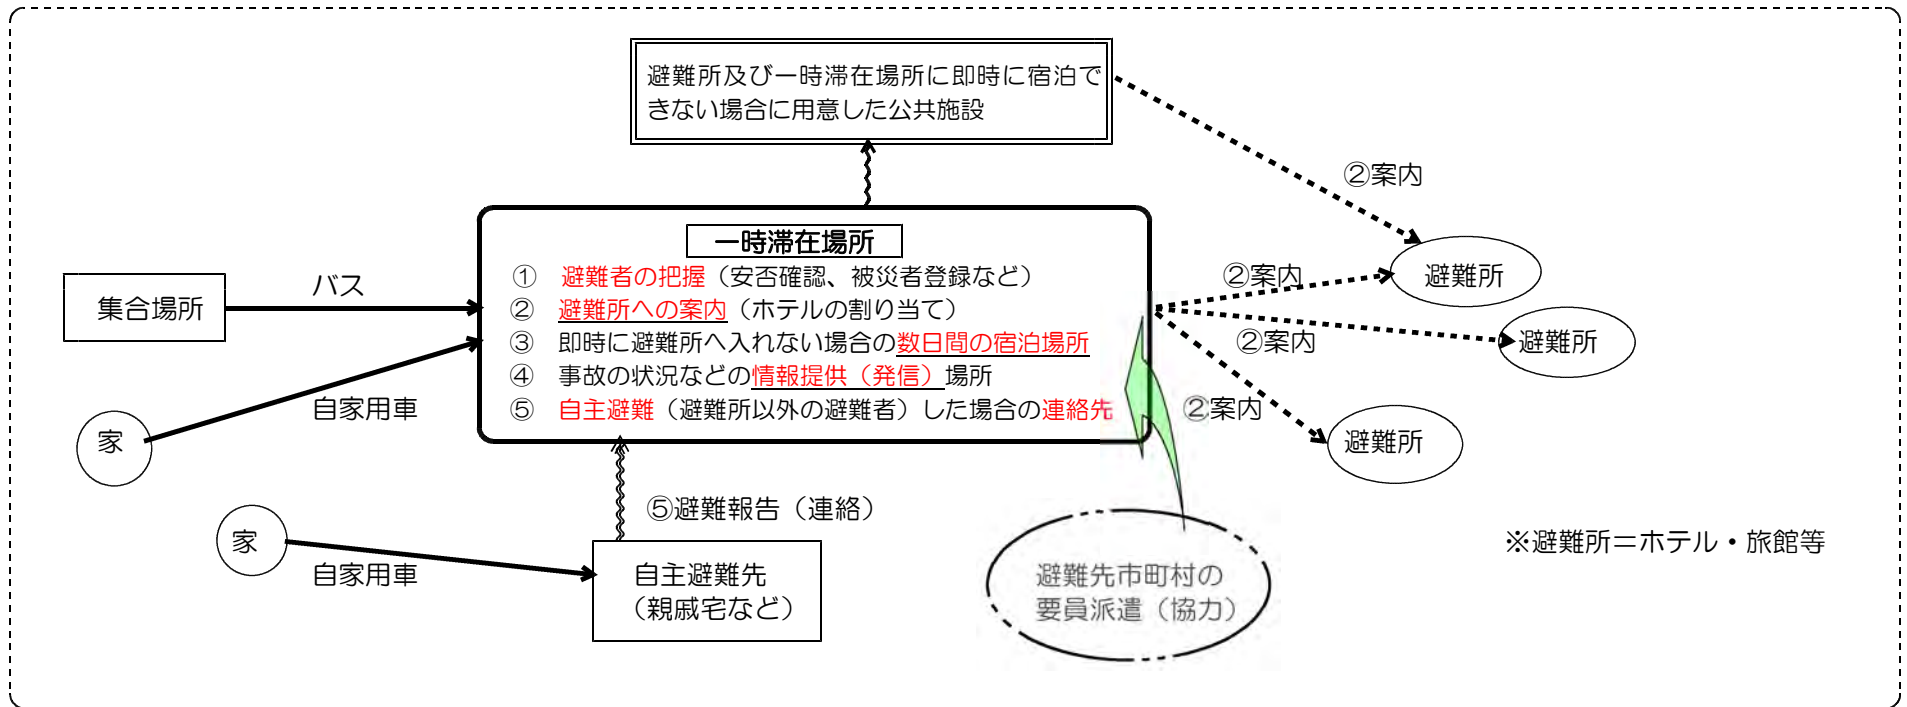 避難所及び一時滞在場所に即時に宿泊で
きない場合に用意した公共施設
②案内
一時滞在場所
① 避難者の把握（安否確認、被災者登録など）
② 避難所への案内（ホテルの割り当て）
③ 即時に避難所へ入れない場合の数日間の宿泊場所
④ 事故の状況などの情報提供（発信）場所
⑤ 自主避難（避難所以外の避難者）した場合の連絡先
集合場所
バス
家
自家用車
②案内
避難所
②案内
避難所
②案内
避難所
⑤避難報告（連絡）
家
自家用車
自主避難先
（親戚宅など）
避難先市町村の
要員派遣（協力）
※避難所＝ホテル・旅館等